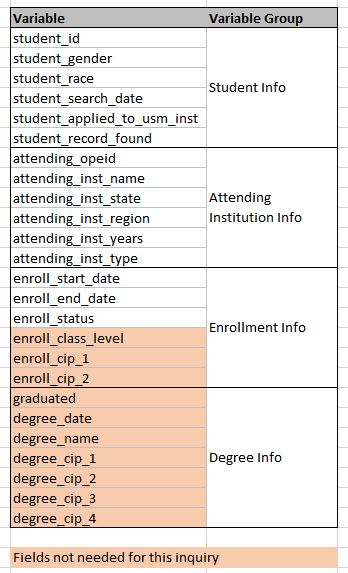 Variable Variable Group
student_id
student_gender
student_race
student_search_date
Student Info
student_applied_to_usm_inst
student_record_found
attending_opeid
attending_inst_name
attending_inst_state
Attending
attending_inst_region
Institution Info
attending_inst_years
attending_inst_type
enroll_start_date
enroll_end_date
enroll_status
Enrollment Info
enroll_class_level
enroll_cip_1
enroll_cip_2
graduated
degree_date
degree_name
degree_cip_1
Degree Info
degree_cip_2
degree_cip_3
degree_cip_4
Fields not needed for this inquiry